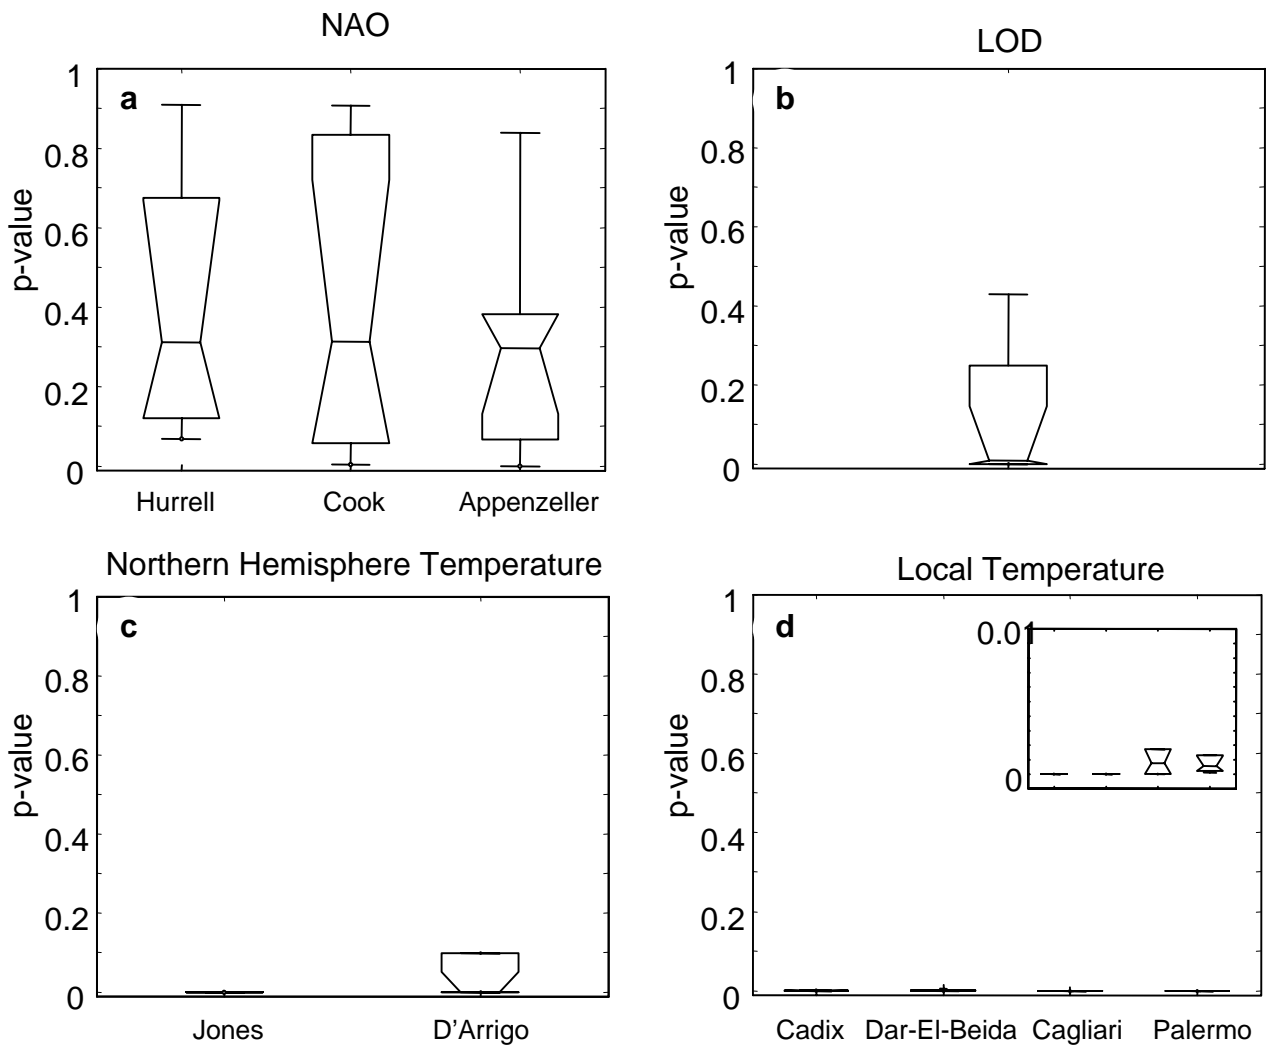 NAO
a
p-value
1
0.8
0.6
0.4
0.2
0
Hurrell Cook Appenzeller
LOD
b
p-value
1
0.8
0.6
0.4
0.2
0
Northern Hemisphere Temperature
c
p-value
1
0.8
0.6
0.4
0.2
0
Jones D'Arrigo
Local Temperature
d
p-value
1
0.8
0.6
0.4
0.2
0
0.01
0
Cadix Dar-El-Beida Cagliari Palermo